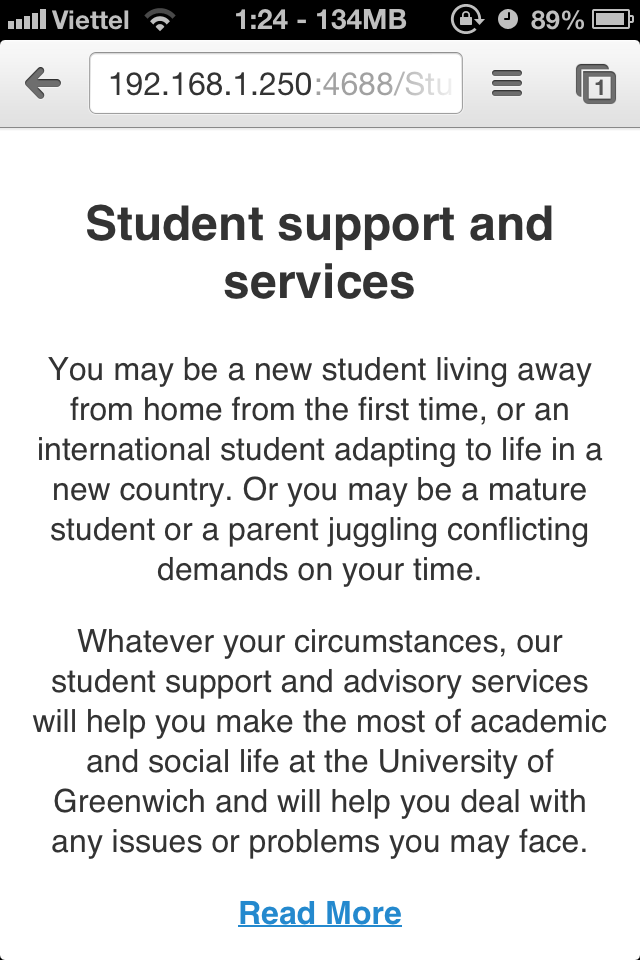 Viettel 1:24 - 134MB 89%
192.168.1.250:4688/Stu
1
Student support and
services
You may be a new student living away
from home from the first time, or an
international student adapting to life in a
new country. Or you may be a mature
student or a parent juggling conflicting
demands on your time.
Whatever your circumstances, our
student support and advisory services
will help you make the most of academic
and social life at the University of
Greenwich and will help you deal with
any issues or problems you may face.
Read More